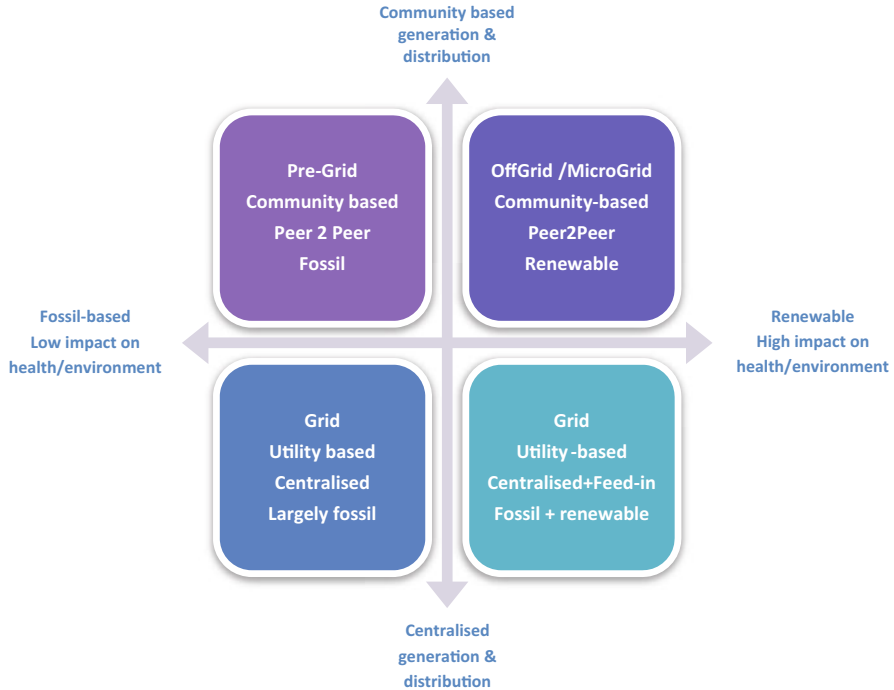 Community based
generation &
distribution
Pre-Grid
Community based
Peer 2 Peer
Fossil
OffGrid /MicroGrid
Community-based
Peer2Peer
Renewable
Fossil-based
Low impact on
health/environment
Renewable
High impact on
health/environment
Grid
Utility based
Centralised
Largely fossil
Grid
Utility-based
Centralised+Feed-in
Fossil + renewable
Centralised
generation &
distribution